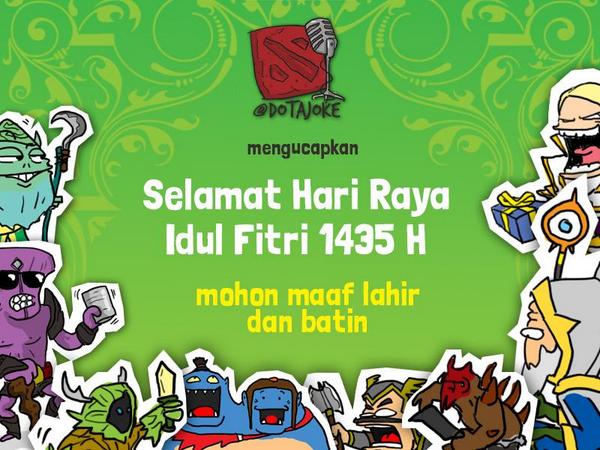 @DOTAJOKE
mengucapkan
Selamat Hari Raya
Idul Fitri 1435 H
mohon maaf lahir
dan batin